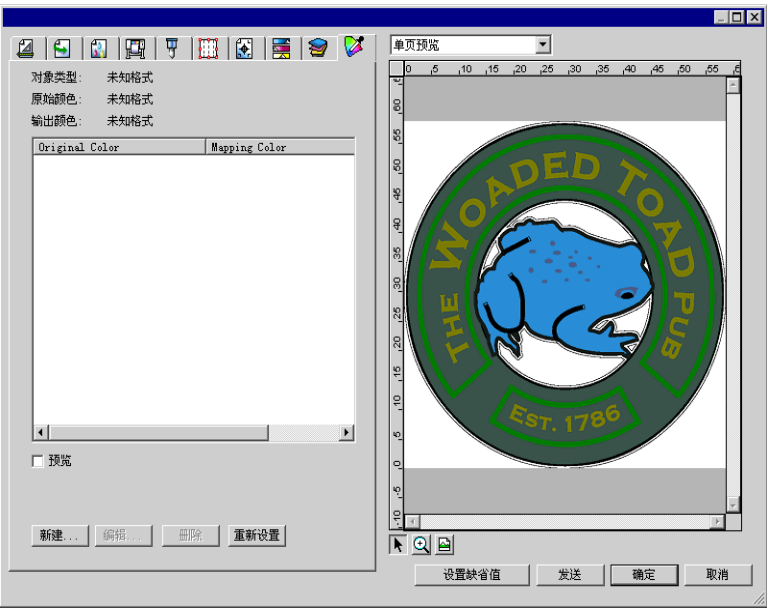 单页预览
对象类型: 未知格式
原始颜色: 未知格式
输出颜色: 未知格式
Original Color Mapping Color
预览
新建... 编辑... 删除 重新设置
0 5 10 15 20 25 30 35 40 45 50 55 6
60 55 50 45 40 35 30 25 20 15 10 5 0 -5 -10
THE WOADED TOAD PUB
EST. 1786
设置缺省值 发送 确定 取消